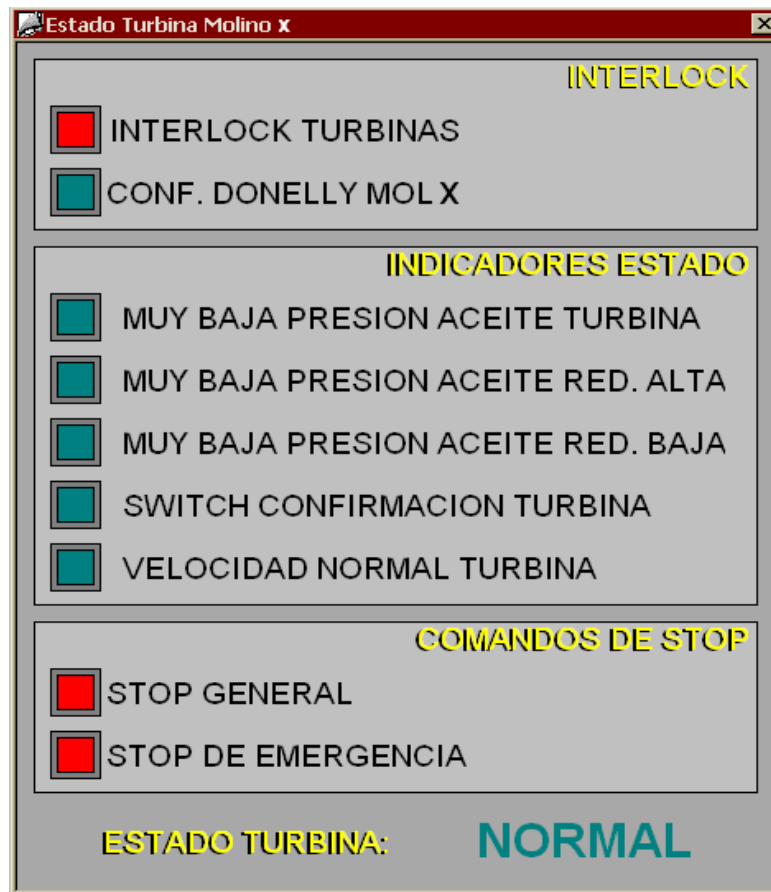 Estado Turbina Molino x
INTERLOCK
INTERLOCK TURBINAS
CONF. DONELLY MOL X
INDICADORES ESTADO
MUY BAJA PRESION ACEITE TURBINA
MUY BAJA PRESION ACEITE RED. ALTA
MUY BAJA PRESION ACEITE RED. BAJA
SWITCH CONFIRMACION TURBINA
VELOCIDAD NORMAL TURBINA
COMANDOS DE STOP
STOP GENERAL
STOP DE EMERGENCIA
ESTADO TURBINA: NORMAL